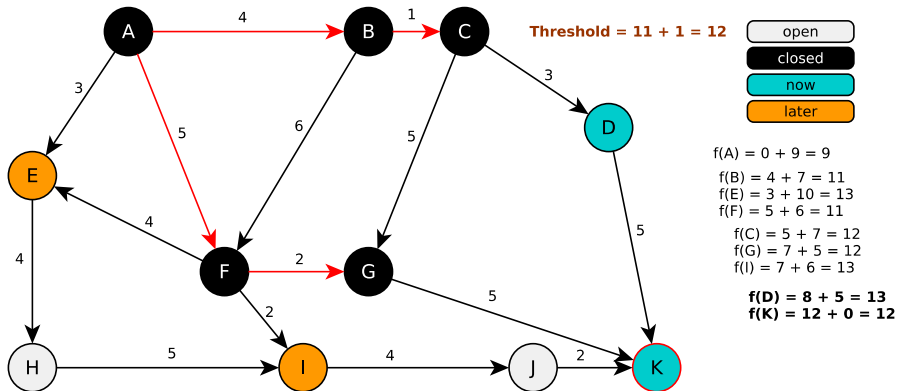 4
1
A
B
C
Threshold = 11 + 1 = 12
open
closed
now
later
3
3
5
6
5
D
E
f(A) = 0 + 9 = 9
f(B) = 4 + 7 = 11
f(E) = 3 + 10 = 13
f(F) = 5 + 6 = 11
f(C) = 5 + 7 = 12
f(G) = 7 + 5 = 12
f(I) = 7 + 6 = 13
f(D) = 8 + 5 = 13
f(K) = 12 + 0 = 12
4
5
4
2
F
G
2
5
5
4
2
H
I
J
K